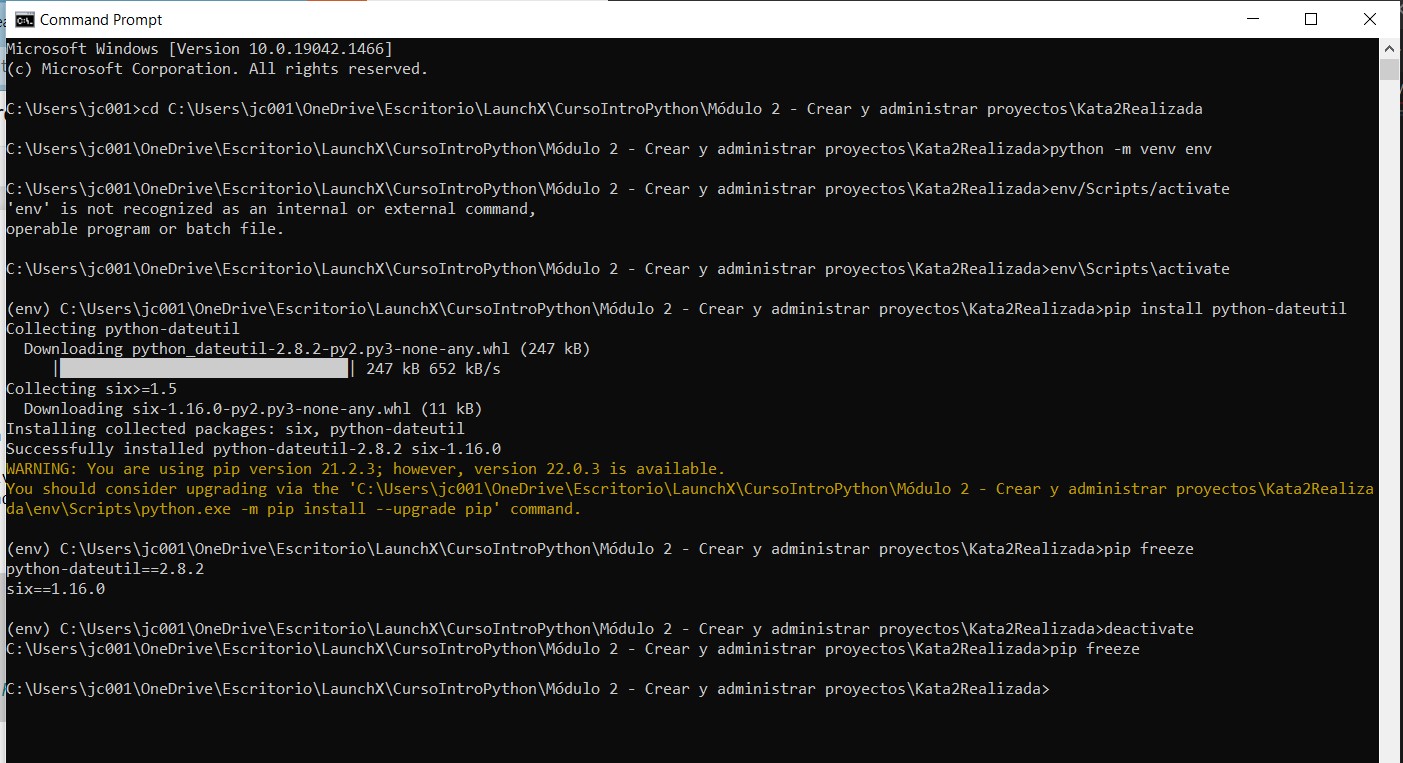 Command Prompt
Microsoft Windows [Version 10.0.19042.1466]
(c) Microsoft Corporation. All rights reserved.
C:\Users\jc001>cd C:\Users\jc001\OneDrive\Escritorio\LaunchX\CursoIntroPython\Módulo 2 - Crear y administrar proyectos\Kata2Realizada
C:\Users\jc001\OneDrive\Escritorio\LaunchX\CursoIntroPython\Módulo 2 - Crear y administrar proyectos\Kata2Realizada>python -m venv env
C:\Users\jc001\OneDrive\Escritorio\LaunchX\CursoIntroPython\Módulo 2 - Crear y administrar proyectos\Kata2Realizada>env/Scripts/activate
'env' is not recognized as an internal or external command,
operable program or batch file.
C:\Users\jc001\OneDrive\Escritorio\LaunchX\CursoIntroPython\Módulo 2 - Crear y administrar proyectos\Kata2Realizada>env\Scripts\activate
(env) C:\Users\jc001\OneDrive\Escritorio\LaunchX\CursoIntroPython\Módulo 2 - Crear y administrar proyectos\Kata2Realizada>pip install python-dateutil
Collecting python-dateutil
  Downloading python_dateutil-2.8.2-py2.py3-none-any.whl (247 kB)
     |████████████████████████████████| 247 kB 652 kB/s
Collecting six>=1.5
  Downloading six-1.16.0-py2.py3-none-any.whl (11 kB)
Installing collected packages: six, python-dateutil
Successfully installed python-dateutil-2.8.2 six-1.16.0
WARNING: You are using pip version 21.2.3; however, version 22.0.3 is available.
You should consider upgrading via the 'C:\Users\jc001\OneDrive\Escritorio\LaunchX\CursoIntroPython\Módulo 2 - Crear y administrar proyectos\Kata2Realiza
da\env\Scripts\python.exe -m pip install --upgrade pip' command.
(env) C:\Users\jc001\OneDrive\Escritorio\LaunchX\CursoIntroPython\Módulo 2 - Crear y administrar proyectos\Kata2Realizada>pip freeze
python-dateutil==2.8.2
six==1.16.0
(env) C:\Users\jc001\OneDrive\Escritorio\LaunchX\CursoIntroPython\Módulo 2 - Crear y administrar proyectos\Kata2Realizada>deactivate
C:\Users\jc001\OneDrive\Escritorio\LaunchX\CursoIntroPython\Módulo 2 - Crear y administrar proyectos\Kata2Realizada>pip freeze
C:\Users\jc001\OneDrive\Escritorio\LaunchX\CursoIntroPython\Módulo 2 - Crear y administrar proyectos\Kata2Realizada>